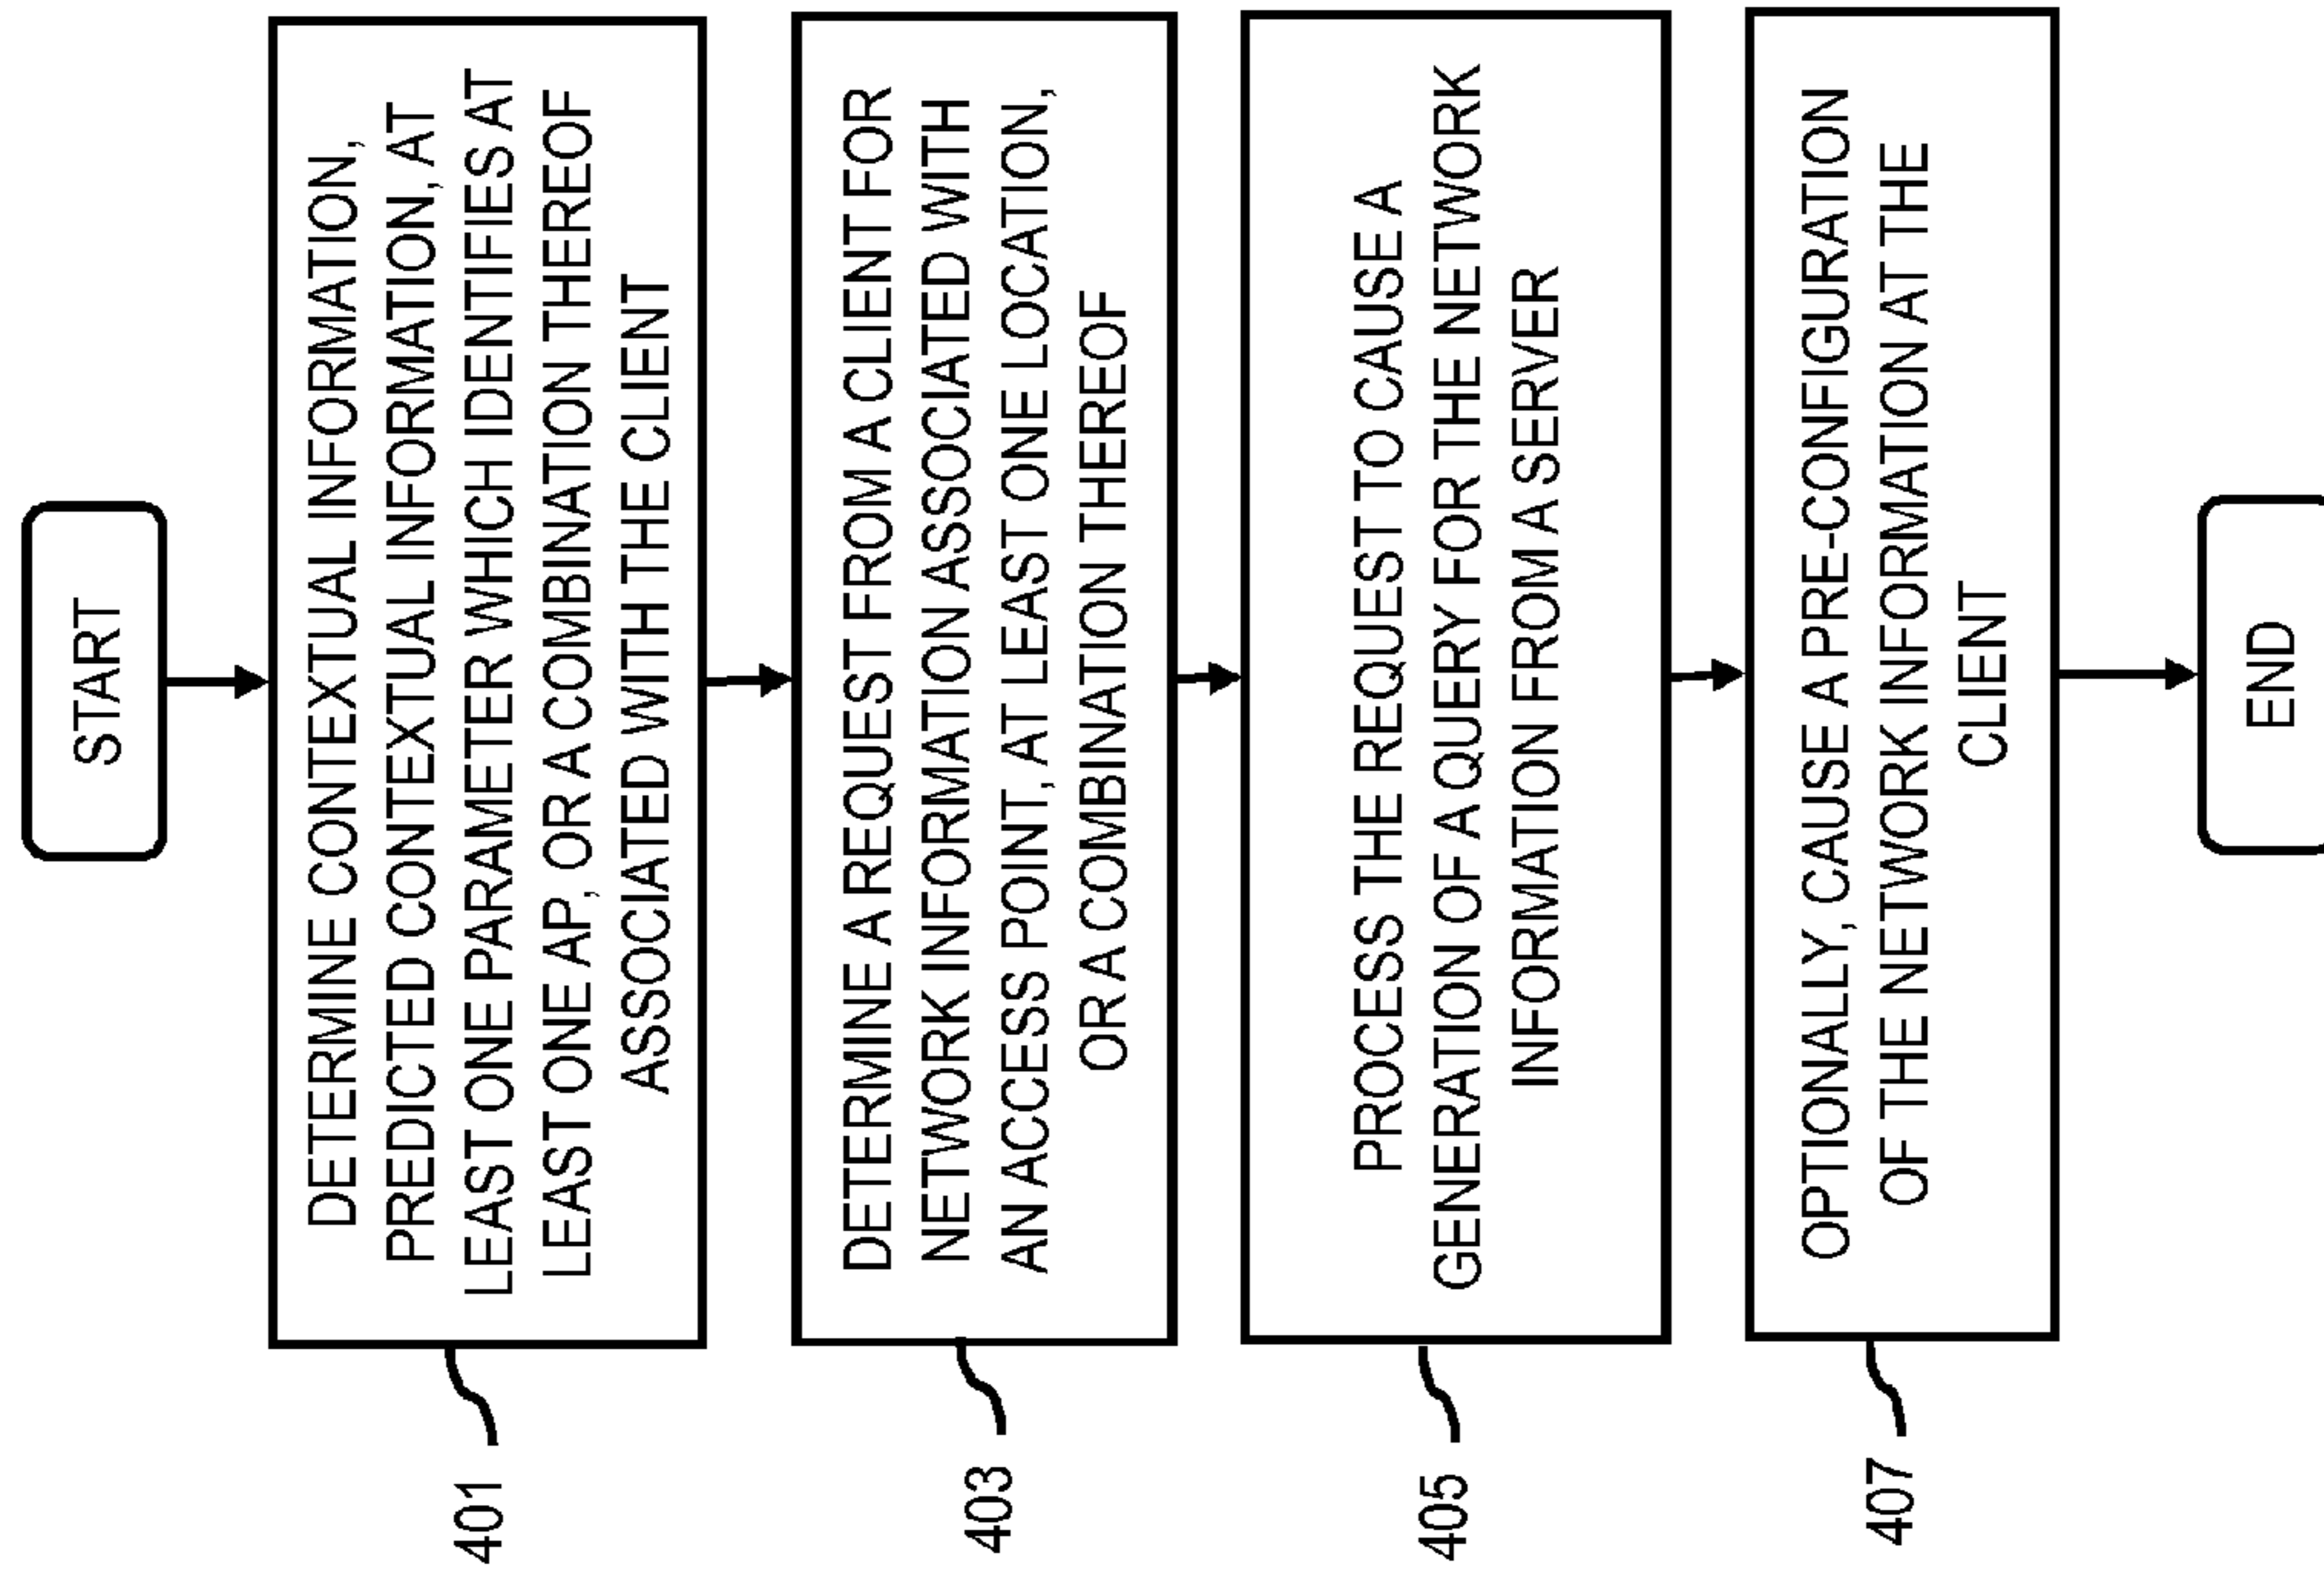 START
DETERMINE CONTEXTUAL INFORMATION,
PREDICTED CONTEXTUAL INFORMATION, AT
LEAST ONE PARAMETER WHICH IDENTIFIES AT
LEAST ONE AP, OR A COMBINATION THEREOF
ASSOCIATED WITH THE CLIENT
401
DETERMINE A REQUEST FROM A CLIENT FOR
NETWORK INFORMATION ASSOCIATED WITH
AN ACCESS POINT, AT LEAST ONE LOCATION,
OR A COMBINATION THEREOF
403
PROCESS THE REQUEST TO CAUSE A
GENERATION OF A QUERY FOR THE NETWORK
INFORMATION FROM A SERVER
405
OPTIONALLY, CAUSE A PRE-CONFIGURATION
OF THE NETWORK INFORMATION AT THE
CLIENT
407
END